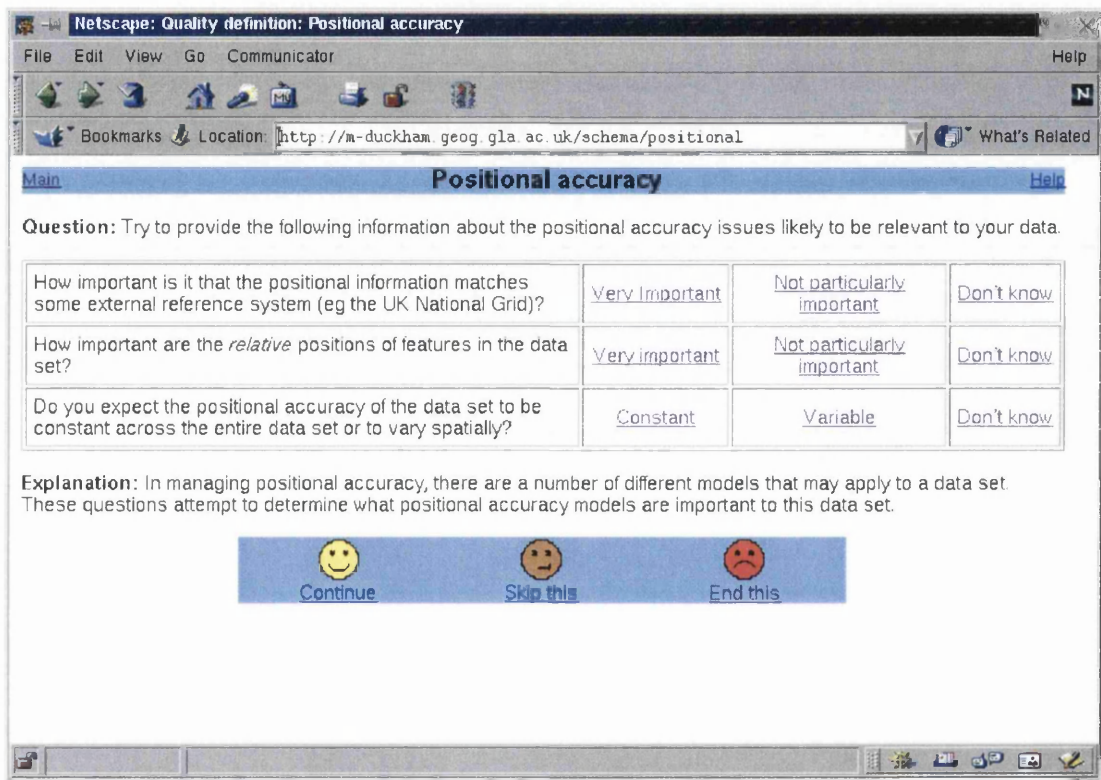 Netscape: Quality definition: Positional accuracy
File Edit View Go Communicator Help
My
N
Bookmarks Location: http://m-duckham.geog.gla.ac.uk/schema/positional What's Related
Main Positional accuracy Help
Question: Try to provide the following information about the positional accuracy issues likely to be relevant to your data.
How important is it that the positional information matches
some external reference system (eg the UK National Grid)?
Very Important
Not particularly
important
Don't know
How important are the relative positions of features in the data
set?
Very important
Not particularly
important
Don't know
Do you expect the positional accuracy of the data set to be
constant across the entire data set or to vary spatially?
Constant
Variable
Don't know
Explanation: In managing positional accuracy, there are a number of different models that may apply to a data set.
These questions attempt to determine what positional accuracy models are important to this data set.
Continue Skip this End this